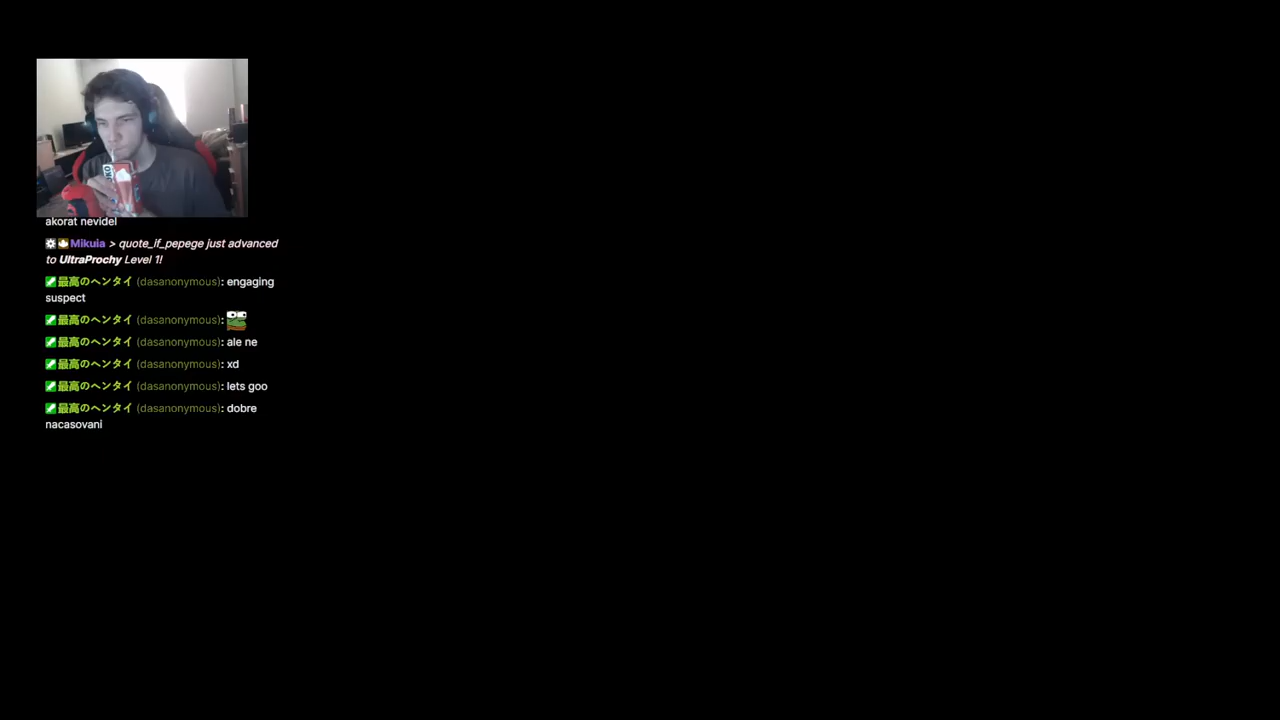 akorat nevidel
Mikuia > quote_if_pepege just advanced
to UltraProchy Level 1!
最高のヘンタイ (dasanonymous): engaging
suspect
最高のヘンタイ (dasanonymous):
最高のヘンタイ (dasanonymous): ale ne
最高のヘンタイ (dasanonymous): xd
最高のヘンタイ (dasanonymous): lets goo
最高のヘンタイ (dasanonymous): dobre
nacasovani